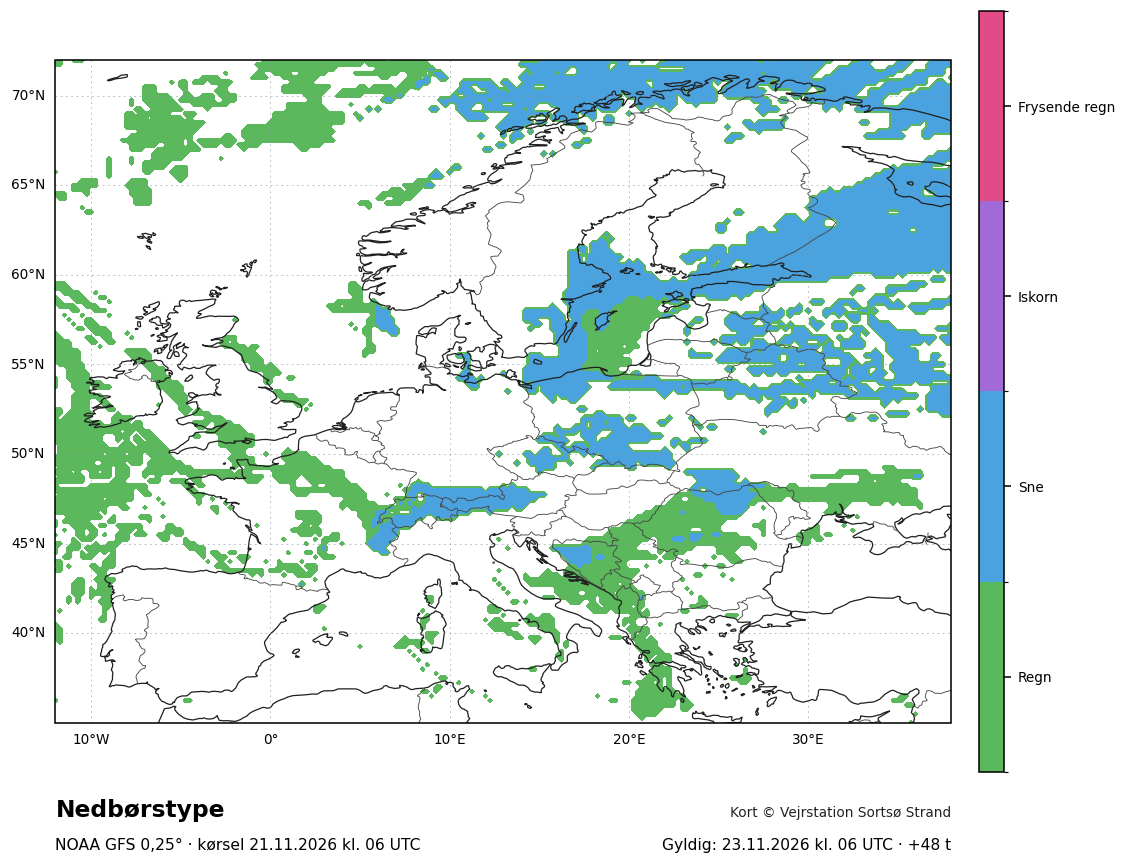 70°N
65°N
60°N
55°N
50°N
45°N
40°N
10°W
0°
10°E
20°E
30°E
Frysende regn
Iskorn
Sne
Regn
Nedbørstype
Kort © Vejrstation Sortsø Strand
NOAA GFS 0,25° · kørsel 21.11.2026 kl. 06 UTC
Gyldig: 23.11.2026 kl. 06 UTC · +48 t